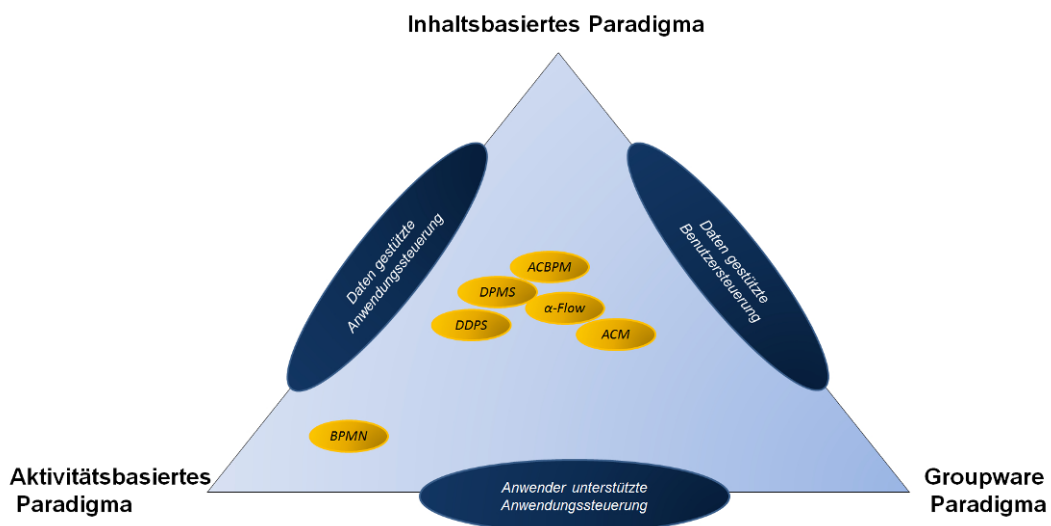 Inhaltsbasiertes Paradigma
Daten gestützte
Anwendungssteuerung
Daten gestützte
Benutzersteuerung
ACBPM
DPMS
α-Flow
DDPS
ACM
BPMN
Aktivitätsbasiertes
Paradigma
Anwender unterstützte
Anwendungssteuerung
Groupware
Paradigma